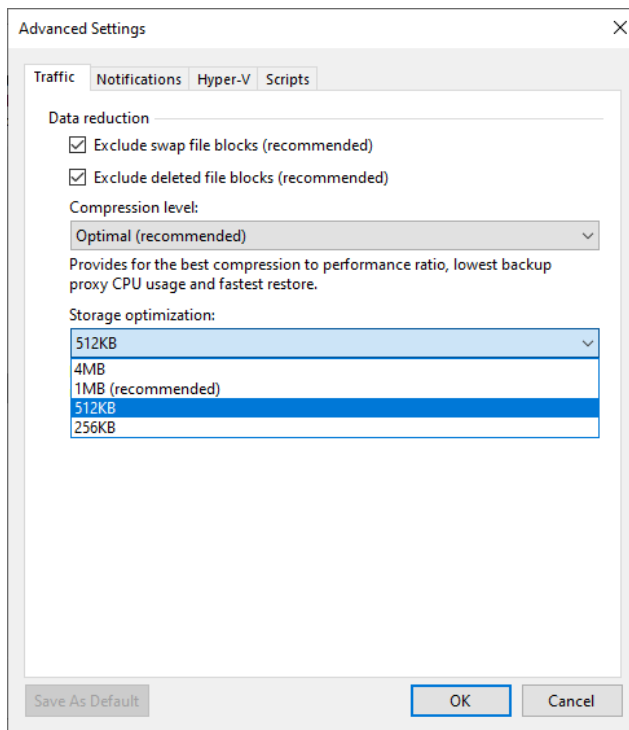 Advanced Settings
Traffic
Notifications
Hyper-V
Scripts
Data reduction
Exclude swap file blocks (recommended)
Exclude deleted file blocks (recommended)
Compression level:
Optimal (recommended)
Provides for the best compression to performance ratio, lowest backup
proxy CPU usage and fastest restore.
Storage optimization:
512KB
4MB
1MB (recommended)
512KB
256KB
Save As Default
OK
Cancel